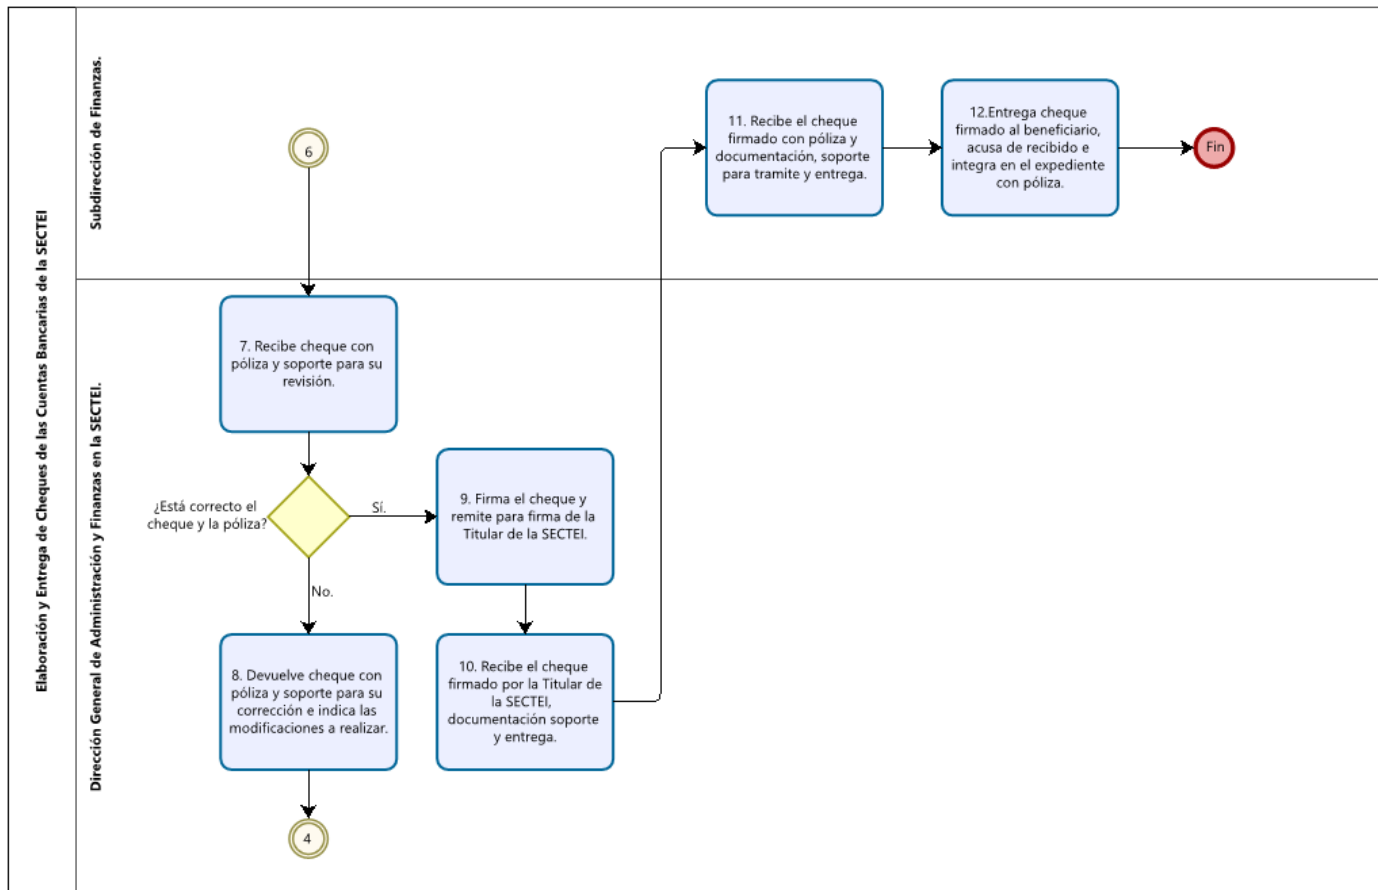 Elaboración y Entrega de Cheques de las Cuentas Bancarias de la SECTEI
Subdirección de Finanzas.
6
11. Recibe el cheque
firmado con póliza y
documentación, soporte
para tramite y entrega.
12.Entrega cheque
firmado al beneficiario,
acusa de recibido e
integra en el expediente
con póliza.
Fin
Dirección General de Administración y Finanzas en la SECTEI.
7. Recibe cheque con
póliza y soporte para su
revisión.
¿Está correcto el
cheque y la póliza?
Sí.
9. Firma el cheque y
remite para firma de la
Titular de la SECTEI.
No.
8. Devuelve cheque con
póliza y soporte para su
corrección e indica las
modificaciones a realizar.
10. Recibe el cheque
firmado por la Titular de
la SECTEI,
documentación soporte
y entrega.
4